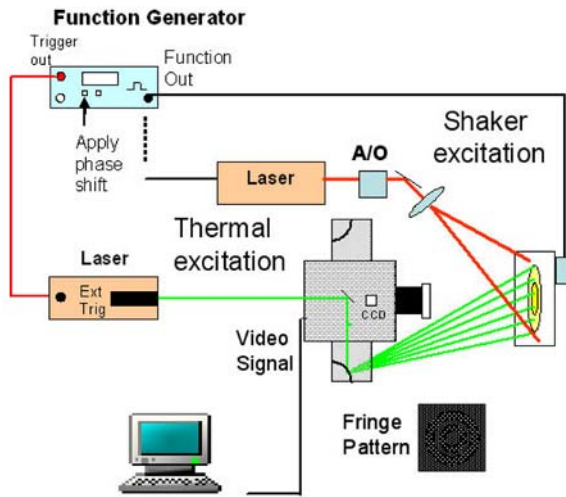 Function Generator
Trigger
out
Function
Out
Apply
phase
shift
A/O
Shaker
excitation
Laser
Thermal
excitation
Laser
Ext
Trig
CCD
Video
Signal
Fringe
Pattern